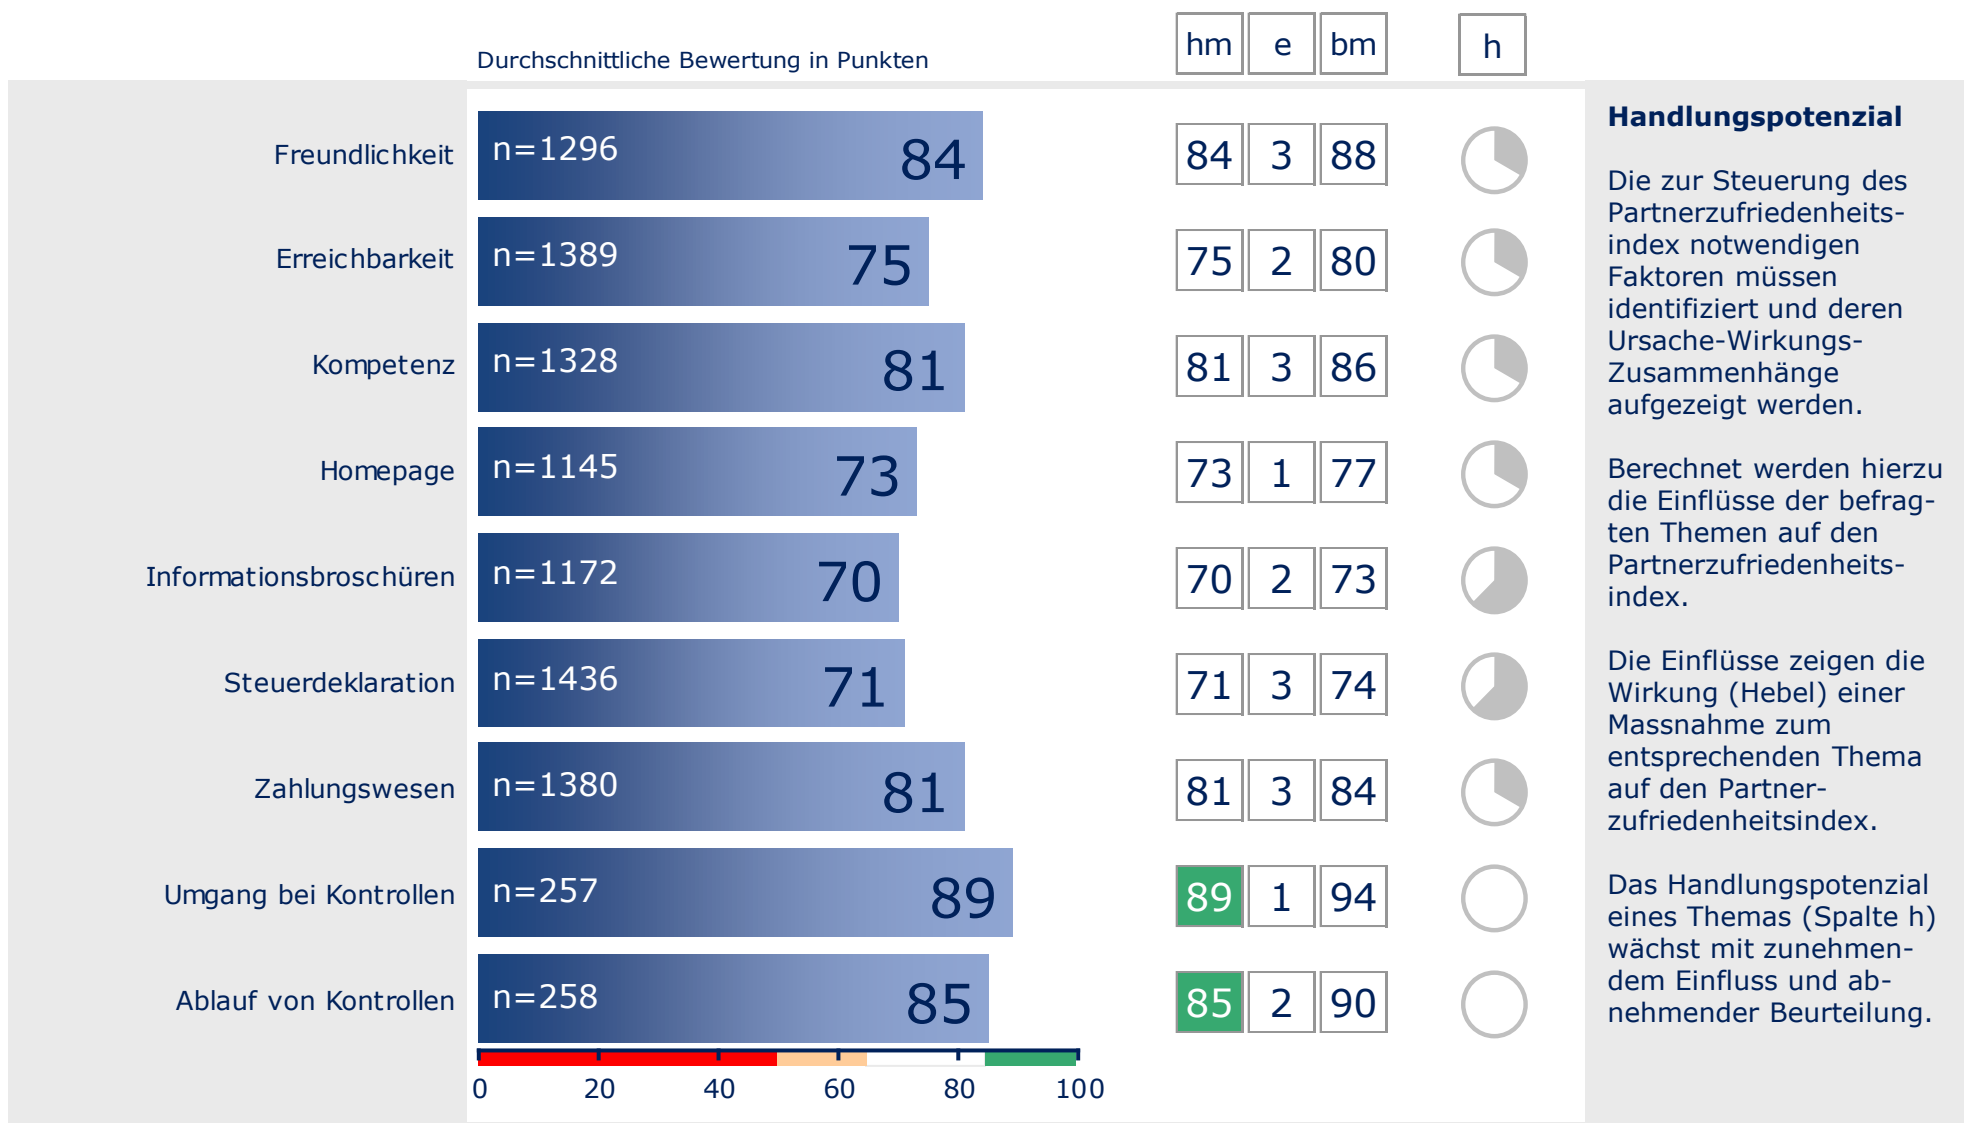 Durchschnittliche Bewertung in Punkten
hm e bm h
Freundlichkeit n=1296 84 84 3 88
Erreichbarkeit n=1389 75 75 2 80
Kompetenz n=1328 81 81 3 86
Homepage n=1145 73 73 1 77
Informationsbroschüren n=1172 70 70 2 73
Steuerdeklaration n=1436 71 71 3 74
Zahlungswesen n=1380 81 81 3 84
Umgang bei Kontrollen n=257 89 89 1 94
Ablauf von Kontrollen n=258 85 85 2 90
0 20 40 60 80 100
Handlungspotenzial
Die zur Steuerung des
Partnerzufriedenheits-
index notwendigen
Faktoren müssen
identifiziert und deren
Ursache-Wirkungs-
Zusammenhänge
aufgezeigt werden.
Berechnet werden hierzu
die Einflüsse der befrag-
ten Themen auf den
Partnerzufriedenheits-
index.
Die Einflüsse zeigen die
Wirkung (Hebel) einer
Massnahme zum
entsprechenden Thema
auf den Partner-
zufriedenheitsindex.
Das Handlungspotenzial
eines Themas (Spalte h)
wächst mit zunehmen-
dem Einfluss und ab-
nehmender Beurteilung.